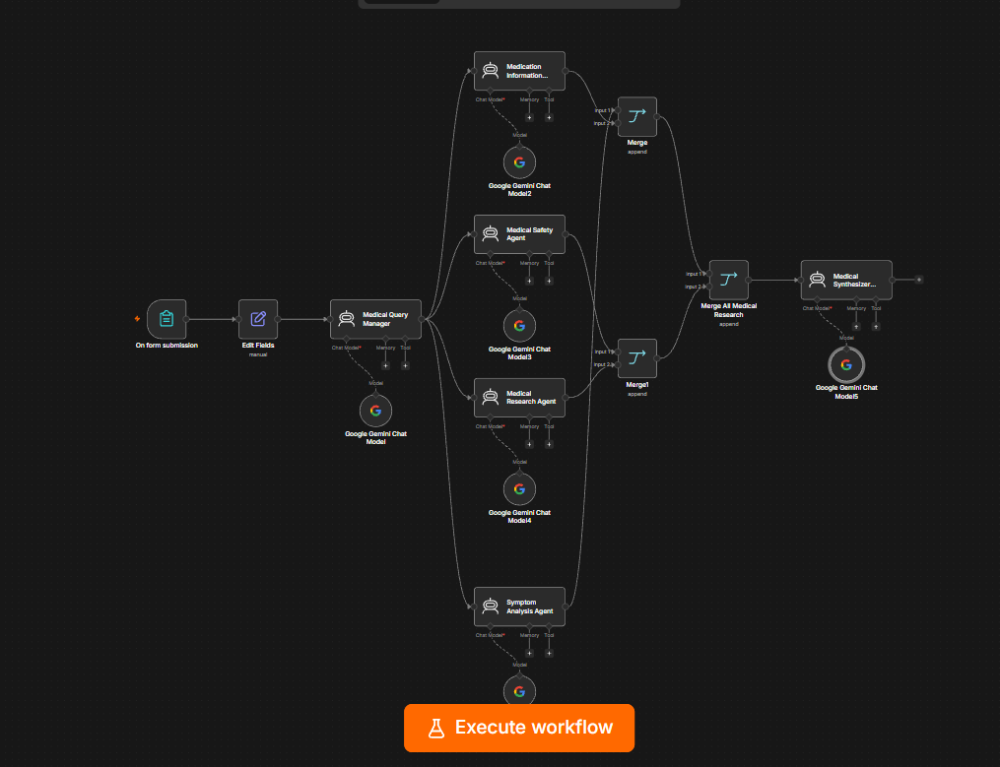 Medication
Information...
Chat Model*
Memory
Tool
Model
Google Gemini Chat
Model2
Input 1
Input 2
Merge
append
Medical Safety
Agent
Chat Model*
Memory
Tool
Model
Google Gemini Chat
Model3
On form submission
Edit Fields
manual
Medical Query
Manager
Chat Model*
Memory
Tool
Model
Google Gemini Chat
Model
Medical
Research Agent
Chat Model*
Memory
Tool
Model
Google Gemini Chat
Model4
Input 1
Input 2
Merge1
append
Input 1
Input 2
Merge All Medical
Research
append
Medical
Synthesizer...
Chat Model*
Memory
Tool
Model
Google Gemini Chat
Model5
Symptom
Analysis Agent
Chat Model*
Memory
Tool
Model
Execute workflow